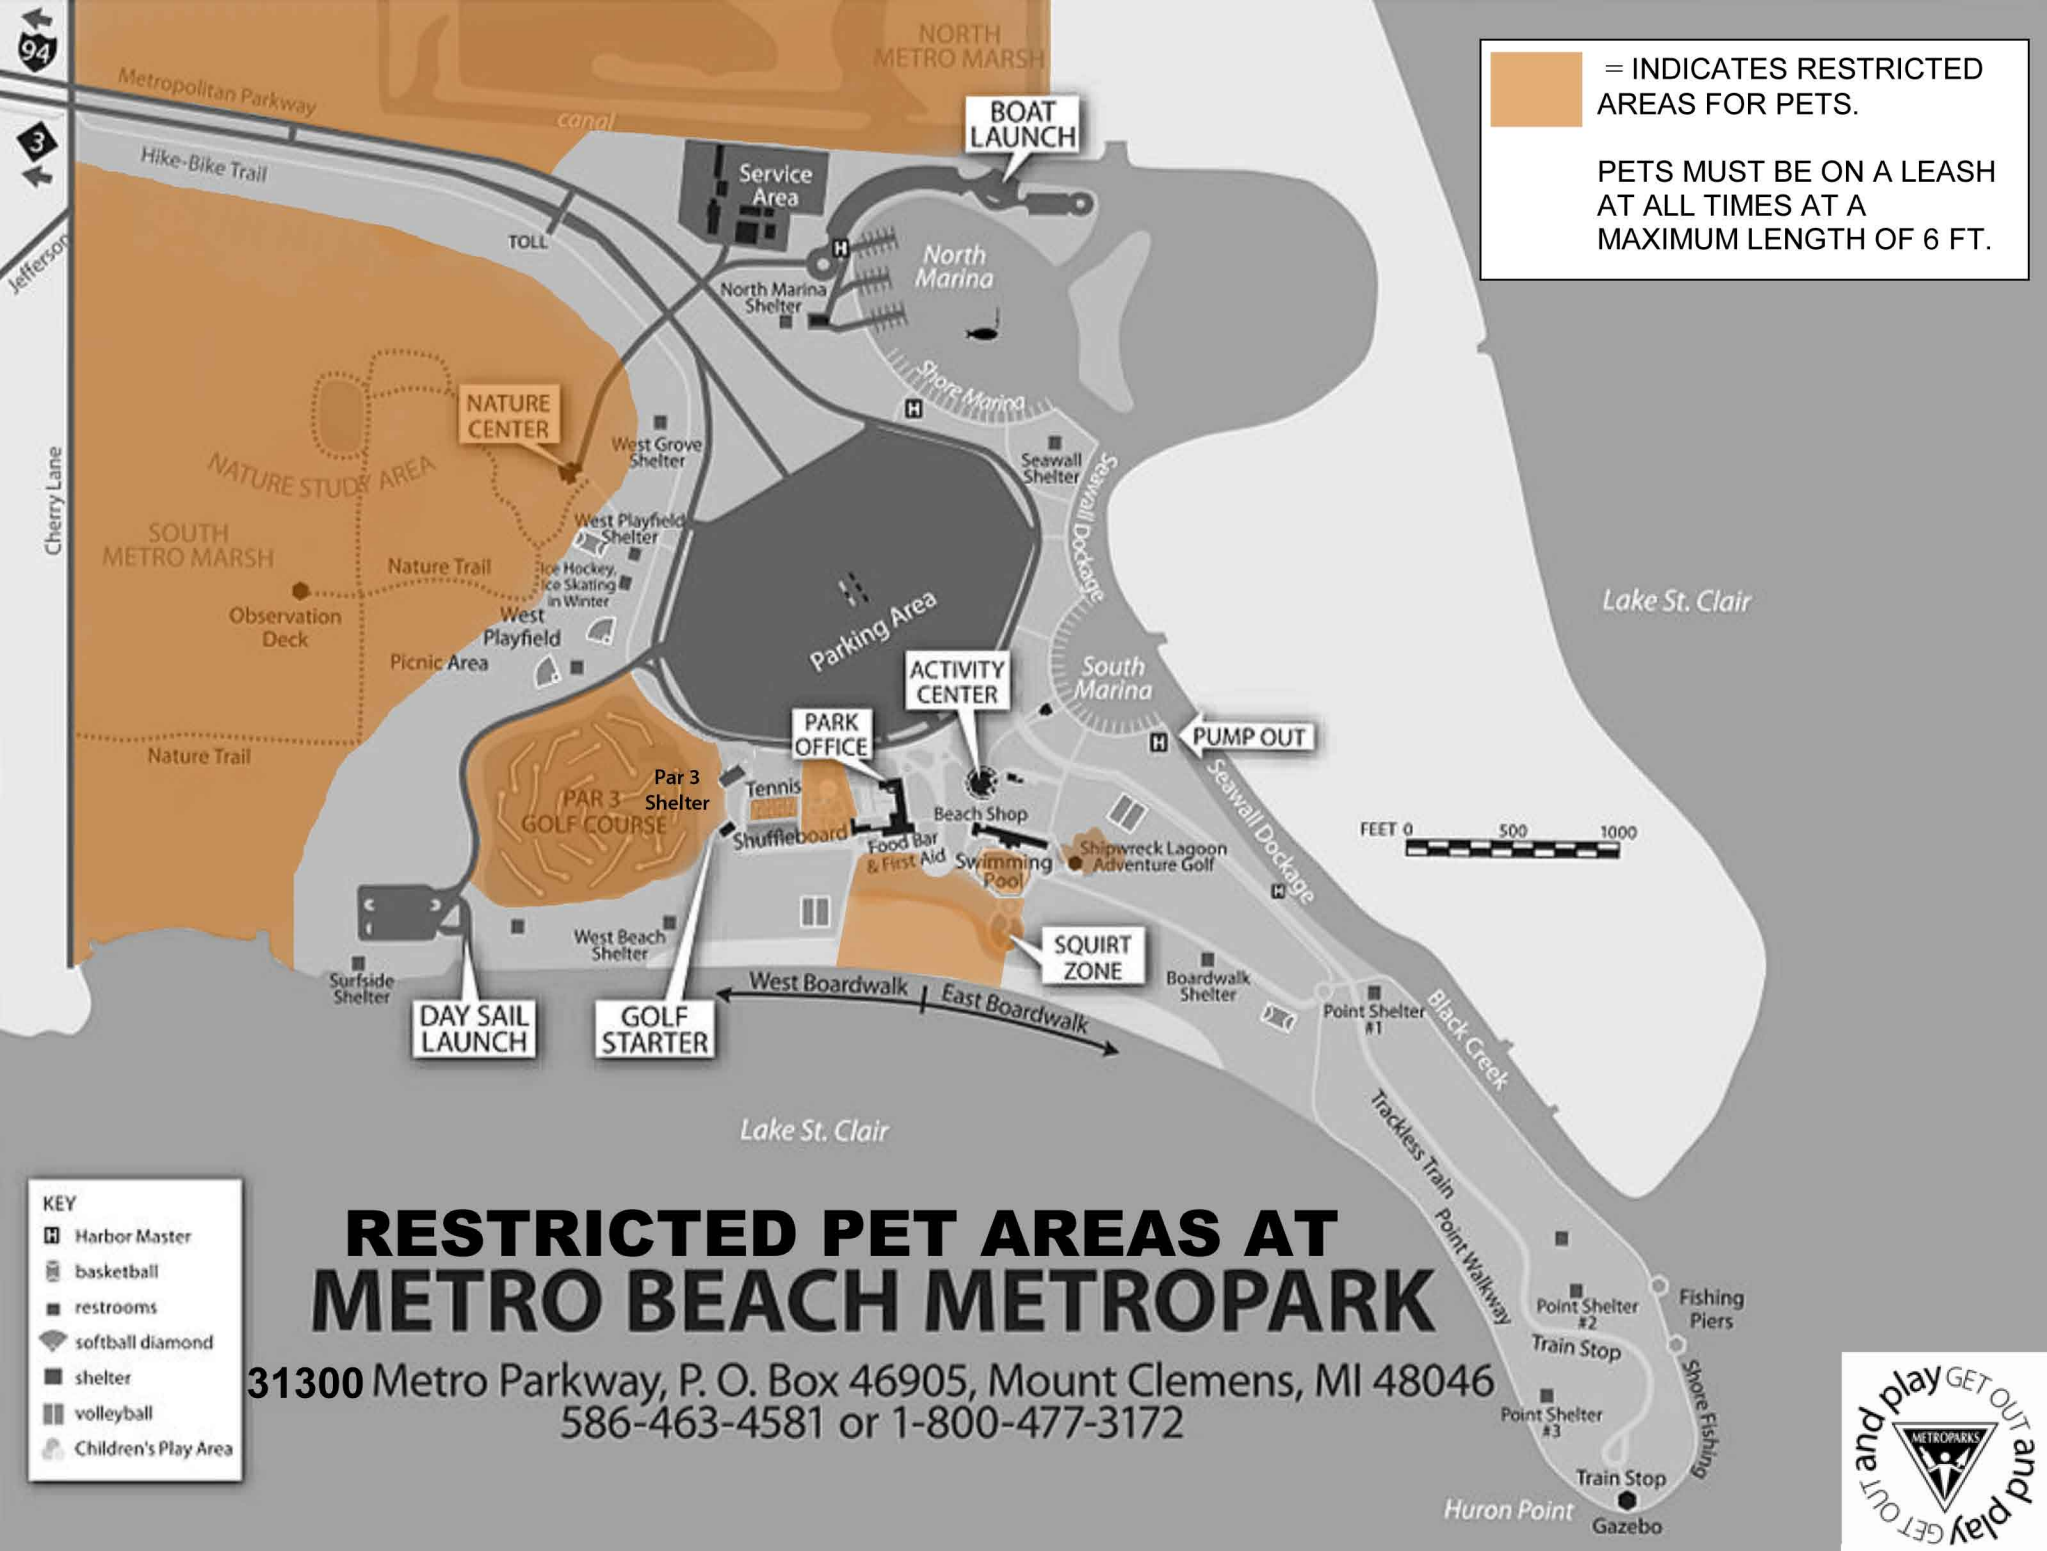 94
3
Metropolitan Parkway
Hike-Bike Trail
Jefferson
Cherry Lane
TOLL
canal
NORTH
METRO MARSH
BOAT
LAUNCH
Service
Area
North
Marina
North Marina
Shelter
Shore Marina
= INDICATES RESTRICTED
AREAS FOR PETS.
PETS MUST BE ON A LEASH
AT ALL TIMES AT A
MAXIMUM LENGTH OF 6 FT.
NATURE
CENTER
West Grove
Shelter
NATURE STUDY AREA
SOUTH
METRO MARSH
Nature Trail
Observation
Deck
West Playfield
Shelter
Ice Hockey,
Ice Skating
in Winter
West
Playfield
Picnic Area
Nature Trail
Seawall
Shelter
Seawall Dockage
Parking Area
ACTIVITY
CENTER
South
Marina
PARK
OFFICE
PUMP OUT
Lake St. Clair
Par 3
Shelter
PAR 3
GOLF COURSE
Tennis
Shuffleboard
Beach Shop
Food Bar
& First Aid
Swimming
Pool
Shipwreck Lagoon
Adventure Golf
Seawall Dockage
FEET 0 500 1000
H
H
H
H
West Beach
Shelter
SQUIRT
ZONE
Surfside
Shelter
DAY SAIL
LAUNCH
GOLF
STARTER
West Boardwalk
East Boardwalk
Boardwalk
Shelter
Point Shelter
#1
Black Creek
Lake St. Clair
Trackless Train
Point Walkway
Point Shelter
#2
Train Stop
Fishing
Piers
Point Shelter
#3
Shore Fishing
Train Stop
Gazebo
Huron Point
KEY
H Harbor Master
basketball
restrooms
softball diamond
shelter
volleyball
Children's Play Area
RESTRICTED PET AREAS AT
METRO BEACH METROPARK
31300 Metro Parkway, P. O. Box 46905, Mount Clemens, MI 48046
586-463-4581 or 1-800-477-3172
GET OUT and play GET OUT and play
METROPARKS